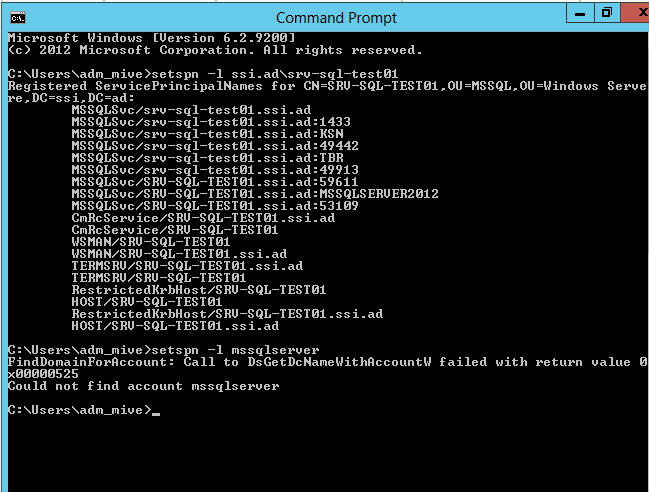 Command Prompt
Microsoft Windows [Version 6.2.9200]
(c) 2012 Microsoft Corporation. All rights reserved.
C:\Users\adm_mive>setspn -l ssi.ad\srv-sql-test01
Registered ServicePrincipalNames for CN=SRV-SQL-TEST01,OU=MSSQL,OU=Windows Serve
re,DC=ssi,DC=ad:
MSSQLSvc/srv-sql-test01.ssi.ad
MSSQLSvc/srv-sql-test01.ssi.ad:1433
MSSQLSvc/srv-sql-test01.ssi.ad:KSN
MSSQLSvc/srv-sql-test01.ssi.ad:49442
MSSQLSvc/srv-sql-test01.ssi.ad:TBR
MSSQLSvc/srv-sql-test01.ssi.ad:49913
MSSQLSvc/SRV-SQL-TEST01.ssi.ad:59611
MSSQLSvc/SRV-SQL-TEST01.ssi.ad:MSSQLSERVER2012
MSSQLSvc/SRV-SQL-TEST01.ssi.ad:53109
CmRcService/SRV-SQL-TEST01.ssi.ad
CmRcService/SRV-SQL-TEST01
WSMAN/SRV-SQL-TEST01
WSMAN/SRV-SQL-TEST01.ssi.ad
TERMSRV/SRV-SQL-TEST01.ssi.ad
TERMSRV/SRV-SQL-TEST01
RestrictedKrbHost/SRV-SQL-TEST01
HOST/SRV-SQL-TEST01
RestrictedKrbHost/SRV-SQL-TEST01.ssi.ad
HOST/SRV-SQL-TEST01.ssi.ad
C:\Users\adm_mive>setspn -l mssqlserver
FindDomainForAccount: Call to DsGetDcNameWithAccountW failed with return value 0
x00000525
Could not find account mssqlserver
C:\Users\adm_mive>_